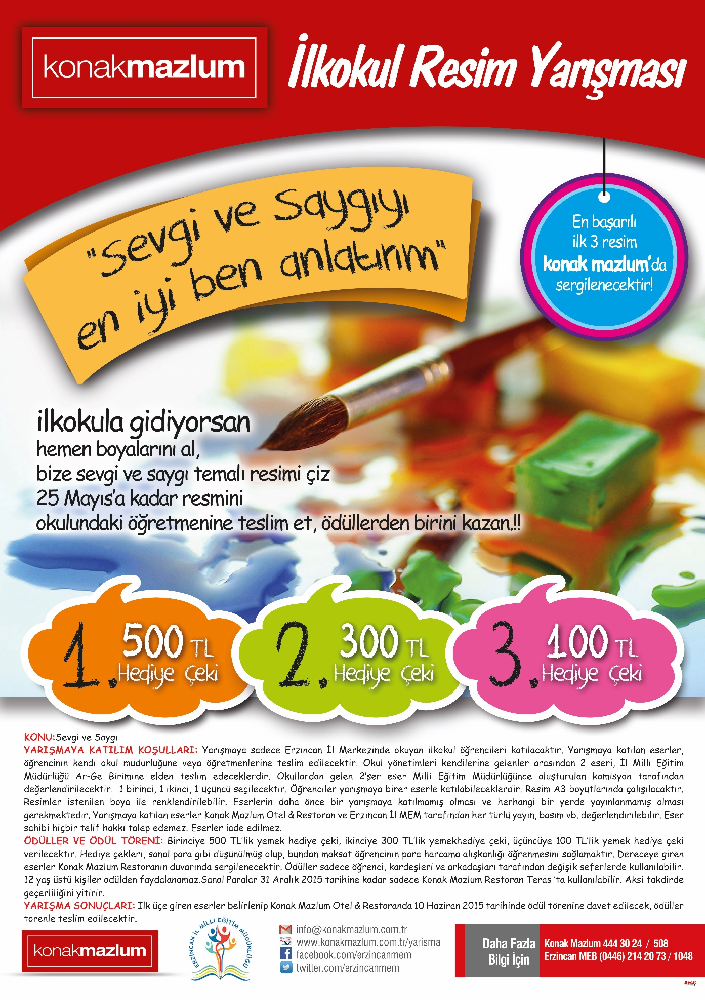 konakmazlum
İlkokul Resim Yarışması
"Sevgi ve Saygıyı
en iyi ben anlatırım"
En başarılı
ilk 3 resim
konak mazlum'da
sergilenecektir!
ilkokula gidiyorsan
hemen boyalarını al,
bize sevgi ve saygı temalı resimi çiz
25 Mayıs'a kadar resmini
okulundaki öğretmenine teslim et, ödüllerden birini kazan.!!
1. 500 TL
Hediye Çeki
2. 300 TL
Hediye Çeki
3. 100 TL
Hediye Çeki
KONU:Sevgi ve Saygı
YARIŞMAYA KATILIM KOŞULLARI: Yarışmaya sadece Erzincan İl Merkezinde okuyan ilkokul öğrencileri katılacaktır. Yarışmaya katılan eserler,
öğrencinin kendi okul müdürlüğüne veya öğretmenlerine teslim edilecektir. Okul yönetimleri kendilerine gelenler arasından 2 eseri, İl Milli Eğitim
Müdürlüğü Ar-Ge Birimine elden teslim edeceklerdir. Okullardan gelen 2'şer eser Milli Eğitim Müdürlüğünce oluşturulan komisyon tarafından
değerlendirilecektir. 1 birinci, 1 ikinci, 1 üçüncü seçilecektir. Öğrenciler yarışmaya birer eserle katılabileceklerdir. Resim A3 boyutlarında çalışılacaktır.
Resimler istenilen boya ile renklendirilebilir. Eserlerin daha önce bir yarışmaya katılmamış olması ve herhangi bir yerde yayınlanmamış olması
gerekmektedir. Yarışmaya katılan eserler Konak Mazlum Otel & Restoran ve Erzincan İl MEM tarafından her türlü yayın, basım vb. değerlendirilebilir. Eser
sahibi hiçbir telif hakkı talep edemez. Eserler iade edilmez.
ÖDÜLLER VE ÖDÜL TÖRENİ: Birinciye 500 TL'lik yemek hediye çeki, ikinciye 300 TL'lik yemekhediye çeki, üçüncüye 100 TL'lik yemek hediye çeki
verilecektir. Hediye çekleri, sanal para gibi düşünülmüş olup, bundan maksat öğrencinin para harcama alışkanlığı öğrenmesini sağlamaktır. Dereceye giren
eserler Konak Mazlum Restoranın duvarında sergilenecektir. Ödüller sadece öğrenci, kardeşleri ve arkadaşları tarafından değişik seferlerde kullanılabilir.
12 yaş üstü kişiler ödülden faydalanamaz.Sanal Paralar 31 Aralık 2015 tarihine kadar sadece Konak Mazlum Restoran Teras 'ta kullanılabilir. Aksi takdirde
geçerliliğini yitirir.
YARIŞMA SONUÇLARI: İlk üçe giren eserler belirlenip Konak Mazlum Otel & Restoranda 10 Haziran 2015 tarihinde ödül törenine davet edilecek, ödüller
törenle teslim edilecektir.
konakmazlum
ERZİNCAN İL MİLLİ EĞİTİM MÜDÜRLÜĞÜ
info@konakmazlum.com.tr
www.konakmazlum.com.tr/yarisma
facebook.com/erzincanmem
twitter.com/erzincanmem
Daha Fazla
Bilgi İçin
Konak Mazlum 444 30 24 / 508
Erzincan MEB (0446) 214 20 73 / 1048
Sanat